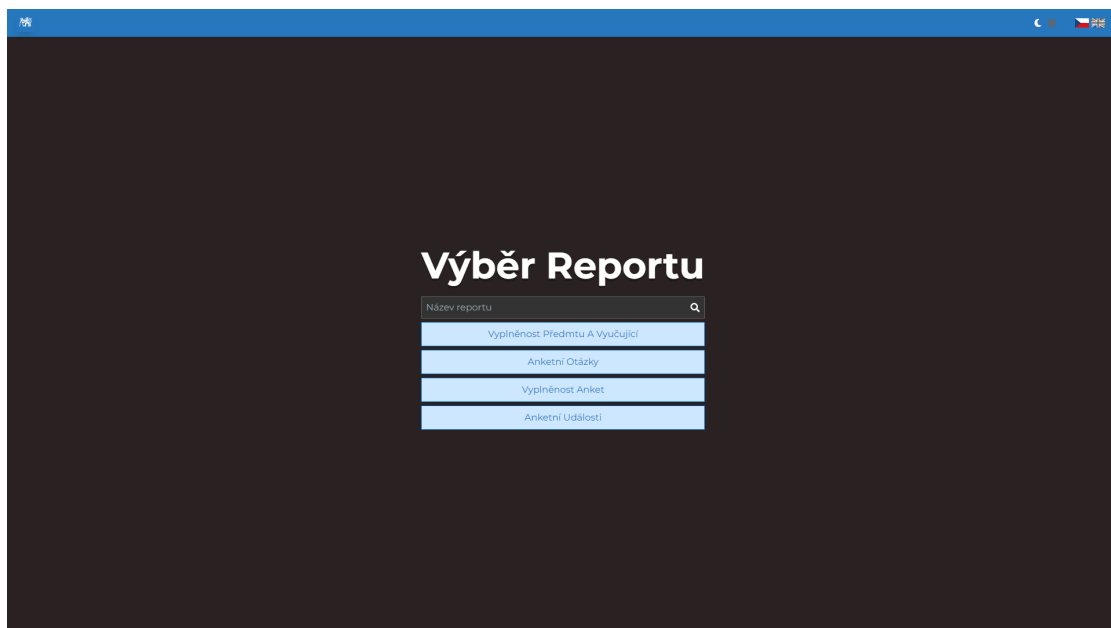 Výběr Reportu
Název reportu
Vyplněnost Předmtu A Vyučující
Anketní Otázky
Vyplněnost Anket
Anketní Události